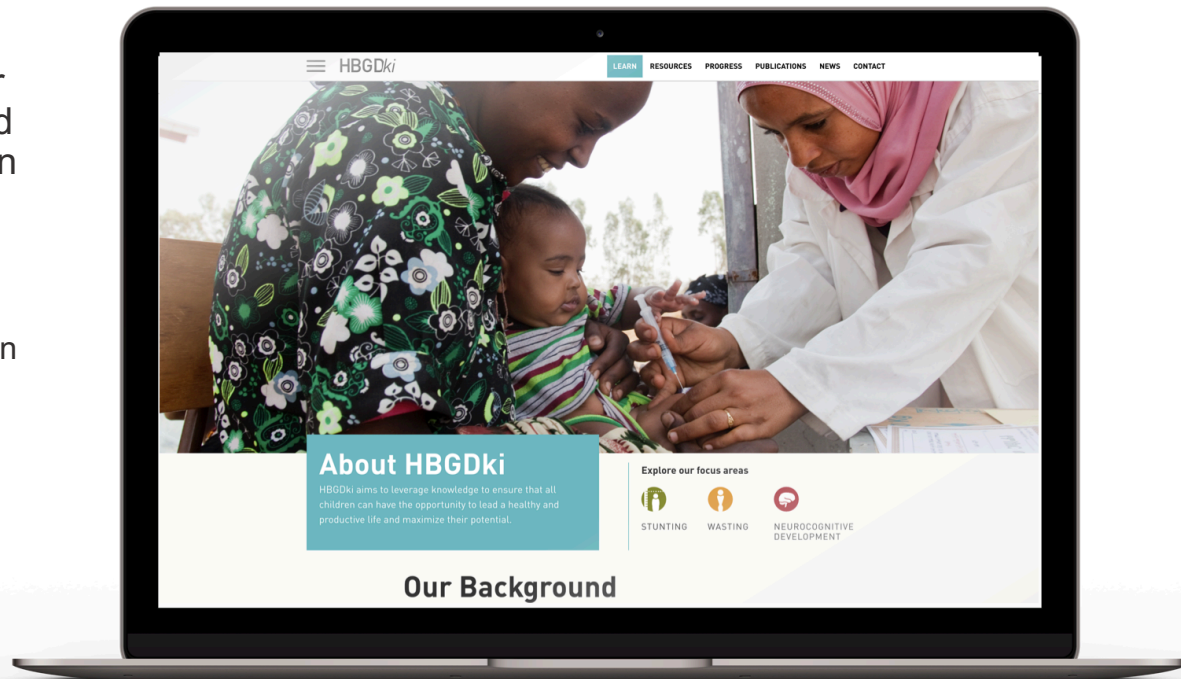 r
d
n
n
HBGDki
LEARN RESOURCES PROGRESS PUBLICATIONS NEWS CONTACT
About HBGDki
HBGDki aims to leverage knowledge to ensure that all
children can have the opportunity to lead a healthy and
productive life and maximize their potential.
Explore our focus areas
STUNTING WASTING NEUROCOGNITIVE
DEVELOPMENT
Our Background